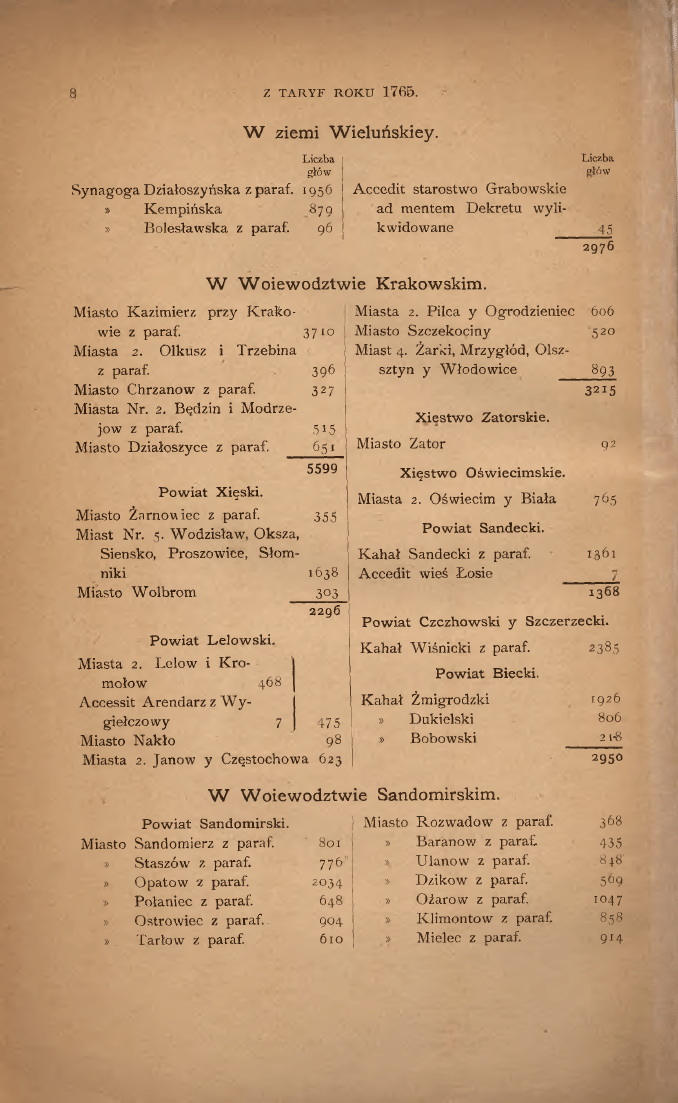 8
Z TARYF ROKU 1765.
W ziemi Wieluńskiey.
Liczba
głów
Synagoga Działoszyńska z paraf. 1956
» Kempińska 879
» Bolesławska z paraf. 96
Liczba
głów
Accedit starostwo Grabowskie
ad mentem Dekretu wyli-
kwidowane 45
2976
W Woiewodztwie Krakowskim.
Miasto Kazimierz przy Krako-
wie z paraf. 3710
Miasta 2. Olkusz i Trzebina
z paraf. 396
Miasto Chrzanow z paraf. 327
Miasta Nr. 2. Będzin i Modrze-
jow z paraf. 515
Miasto Działoszyce z paraf. 651
5599
Powiat Xięski.
Miasto Żarnowiec z paraf. 355
Miast Nr. 5. Wodzisław, Oksza,
Siensko, Proszowice, Słom-
niki 1638
Miasto Wolbrom 303
2296
Powiat Lelowski.
Miasta 2. Lelow i Kro-
mołow 468
Accessit Arendarz z Wy-
giełczowy 7 475
Miasto Nakło 98
Miasta 2. Janow y Częstochowa 623
Miasta 2. Pilca y Ogrodzieniec 606
Miasto Szczekociny 520
Miast 4. Żarki, Mrzygłód, Olsz-
sztyn y Włodowice 893
3215
Xięstwo Zatorskie.
Miasto Zator 92
Xięstwo Oświecimskie.
Miasta 2. Oświecim y Biała 765
Powiat Sandecki.
Kahał Sandecki z paraf. 1361
Accedit wieś Łosie 7
1368
Powiat Czchowski y Szczerzecki.
Kahał Wiśnicki z paraf. 2385
Powiat Biecki.
Kahał Żmigrodzki 1926
» Dukielski 806
» Bobowski 218
2950
W Woiewodztwie Sandomirskim.
Powiat Sandomirski.
Miasto Sandomierz z paraf. 801
» Staszów z paraf. 776
» Opatow z paraf. 2034
» Połaniec z paraf. 648
» Ostrowiec z paraf. 904
» Tarłow z paraf. 610
Miasto Rozwadow z paraf. 368
» Baranow z paraf. 435
» Ulanow z paraf. 848
» Dzikow z paraf. 569
» Ożarow z paraf. 1047
» Klimontow z paraf. 858
» Mielec z paraf. 914